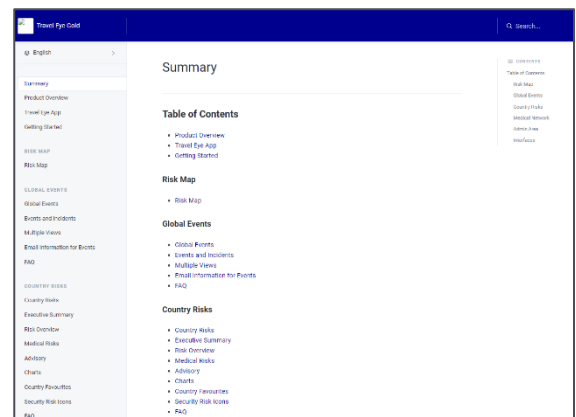 Travel Eye Gold
Search...
English
Summary
Product Overview
Travel Eye App
Getting Started
RISK MAP
Risk Map
GLOBAL EVENTS
Global Events
Events and Incidents
Multiple Views
Email Information for Events
FAQ
COUNTRY RISKS
Country Risks
Executive Summary
Risk Overview
Medical Risks
Advisory
Charts
Country Favourites
Security Risk Icons
FAQ
Summary
Table of Contents
Product Overview
Travel Eye App
Getting Started
Risk Map
Risk Map
Global Events
Global Events
Events and Incidents
Multiple Views
Email Information for Events
FAQ
Country Risks
Country Risks
Executive Summary
Risk Overview
Medical Risks
Advisory
Charts
Country Favourites
Security Risk Icons
FAQ
CONTENTS
Table of Contents
Risk Map
Global Events
Country Risks
Medical Network
Admin Area
Interfaces